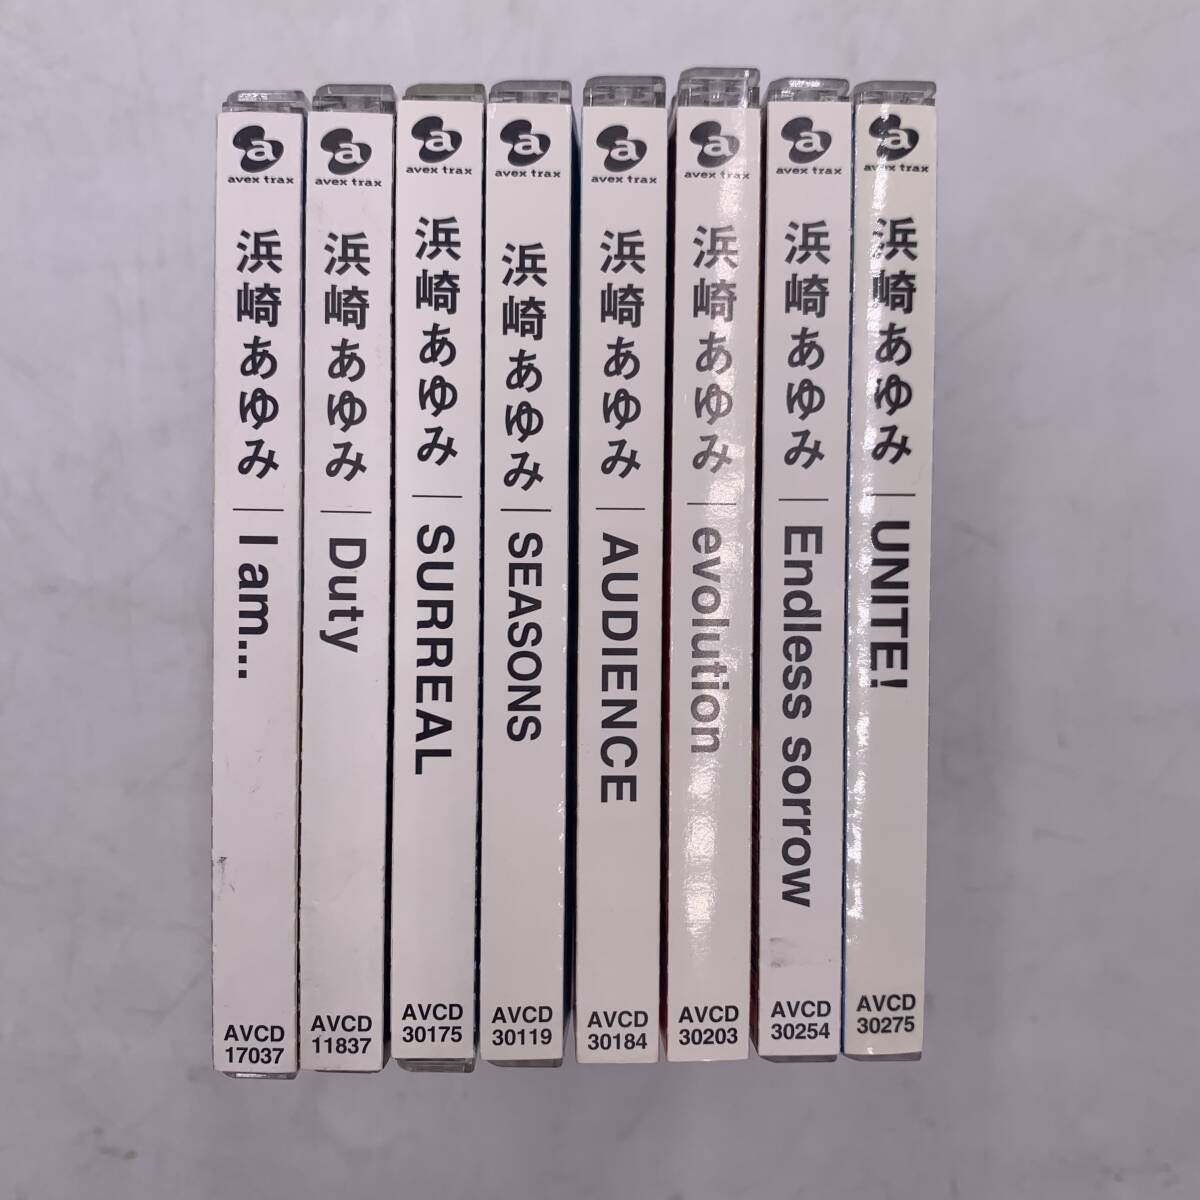 a
avex trax
浜崎あゆみ
I am...
AVCD
17037
a
avex trax
浜崎あゆみ
Duty
AVCD
11837
a
avex trax
浜崎あゆみ
SURREAL
AVCD
30175
a
avex trax
浜崎あゆみ
SEASONS
AVCD
30119
a
avex trax
浜崎あゆみ
AUDIENCE
AVCD
30184
a
avex trax
浜崎あゆみ
evolution
AVCD
30203
a
avex trax
浜崎あゆみ
Endless sorrow
AVCD
30254
a
avex trax
浜崎あゆみ
UNITE!
AVCD
30275